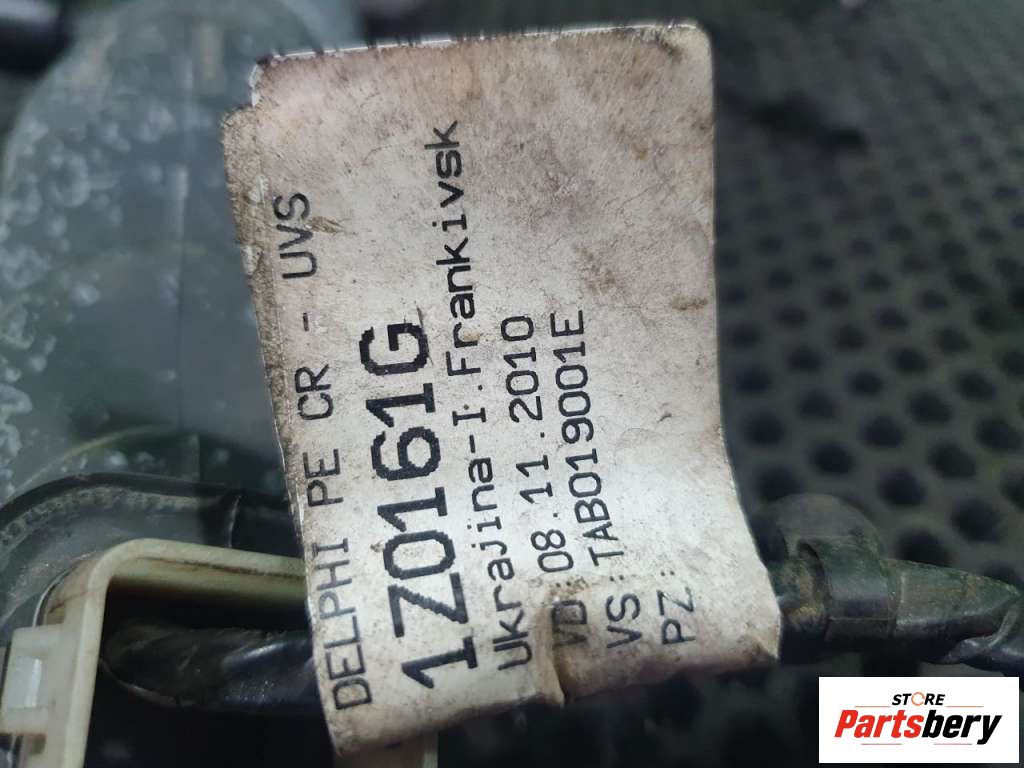 DELPHI PE CR - UVS
1Z0161G
Ukrajina-I.Frankivsk
VD:08.11.2010
VS:TAB019001E
PZ:
STORE
Partsbery